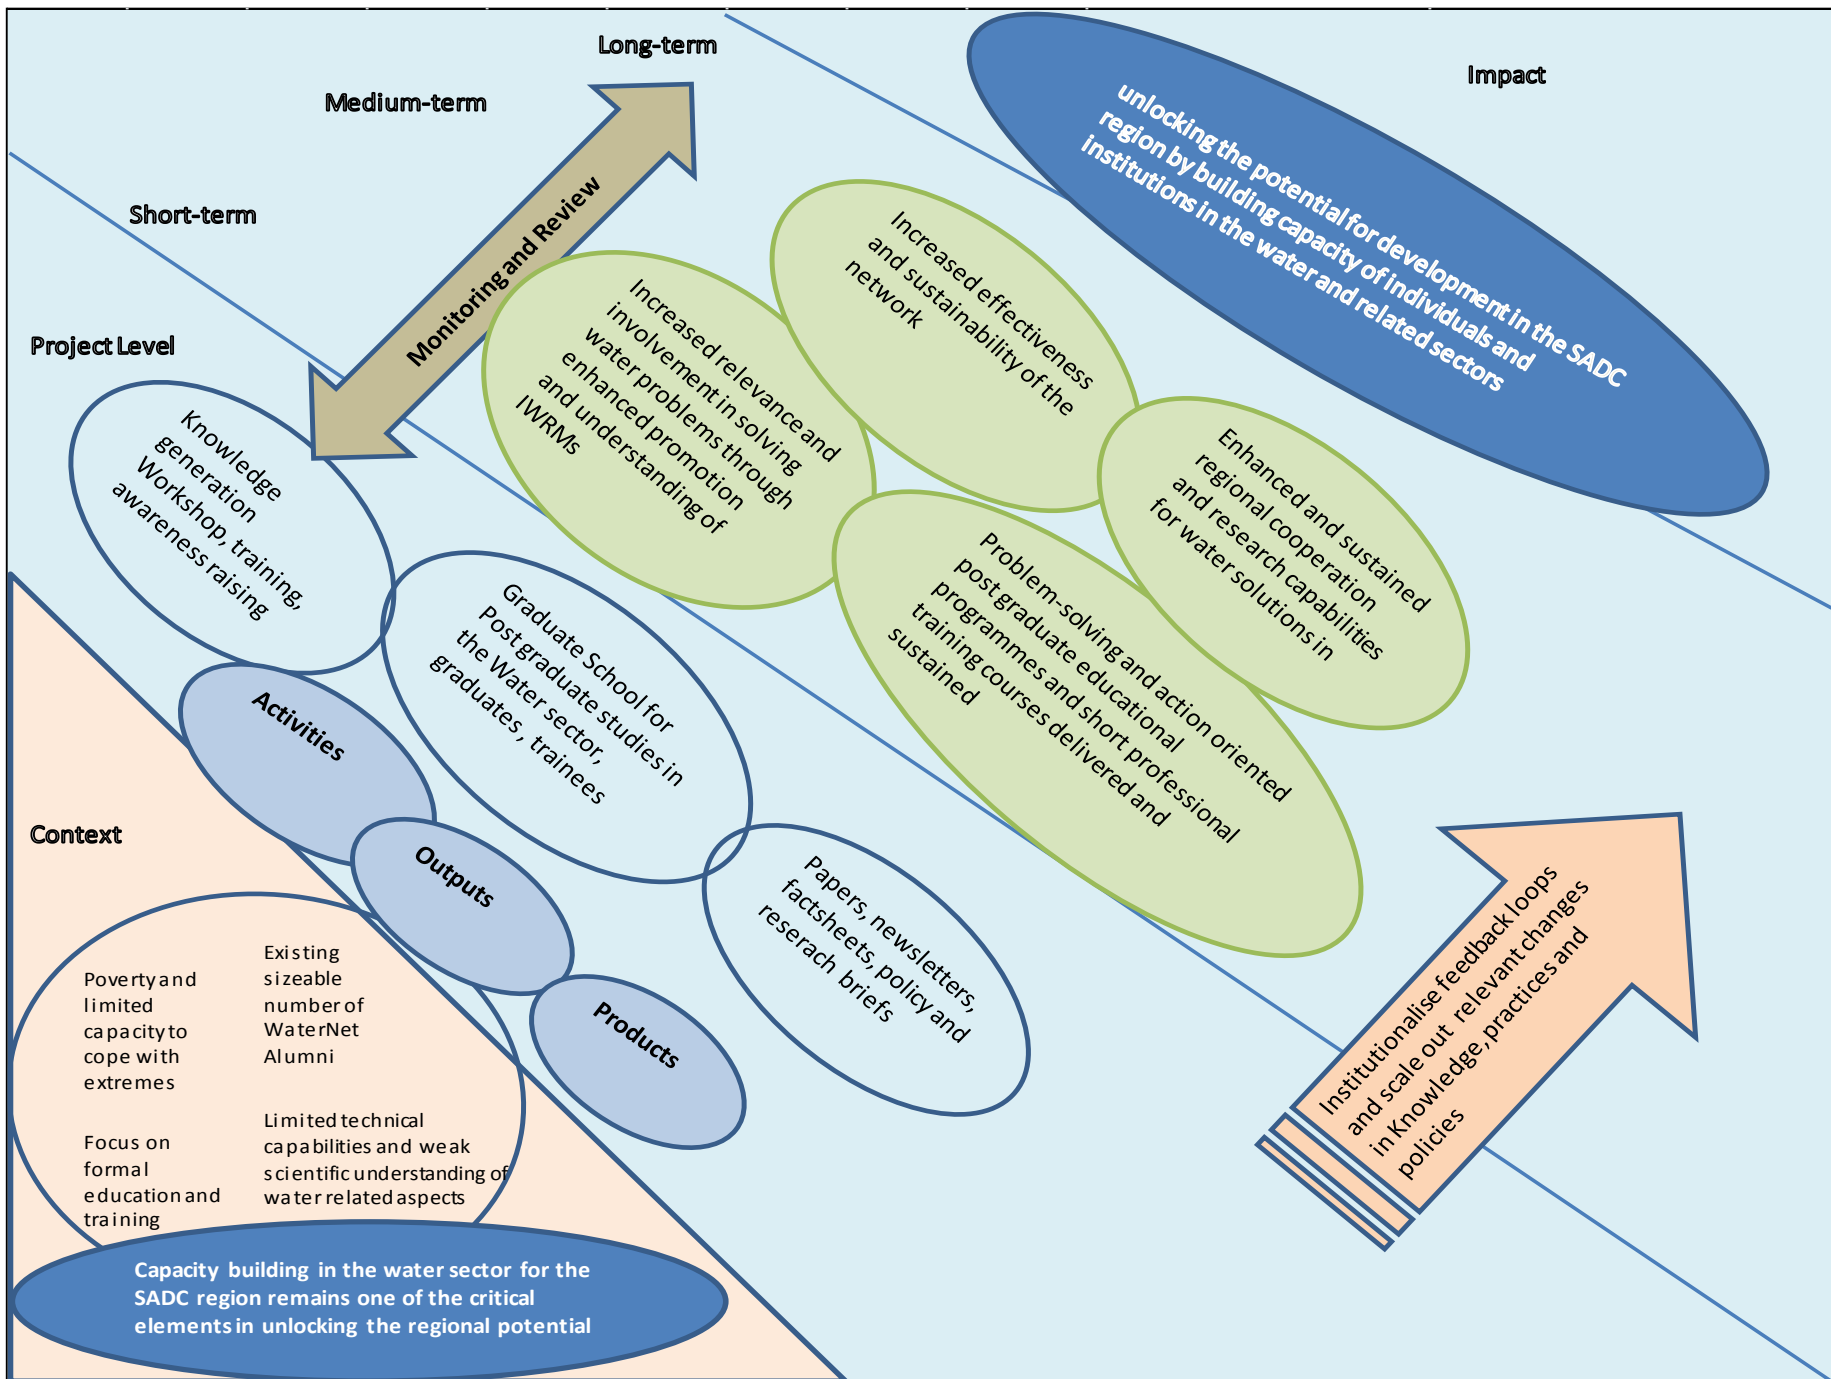 Long-term
Impact
Medium-term
Short-term
Project Level
Monitoring and Review
unlocking the potential for development in the SADC
region by building capacity of individuals and
institutions in the water and related sectors
Increased effectiveness
and sustainability of the
network
Increased relevance and
involvement in solving
water problems through
enhanced promotion
and understanding of
IWRMs
Enhanced and sustained
regional cooperation
and research capabilities
for water solutions in
Problem-solving and action oriented
postgraduate educational
programmes and short professional
training courses delivered and
sustained
Knowledge
generation
Workshop, training,
awareness raising
Graduate School for
Postgraduate studies in
the Water sector,
graduates, trainees
Papers, newsletters,
factsheets, policy and
reserach briefs
Activities
Outputs
Products
Institutionalise feedback loops
and scale out relevant changes
in Knowledge, practices and
policies
Context
Poverty and
limited
capacity to
cope with
extremes
Existing
sizeable
number of
WaterNet
Alumni
Focus on
formal
education and
training
Limited technical
capabilities and weak
scientific understanding of
water related aspects
Capacity building in the water sector for the
SADC region remains one of the critical
elements in unlocking the regional potential